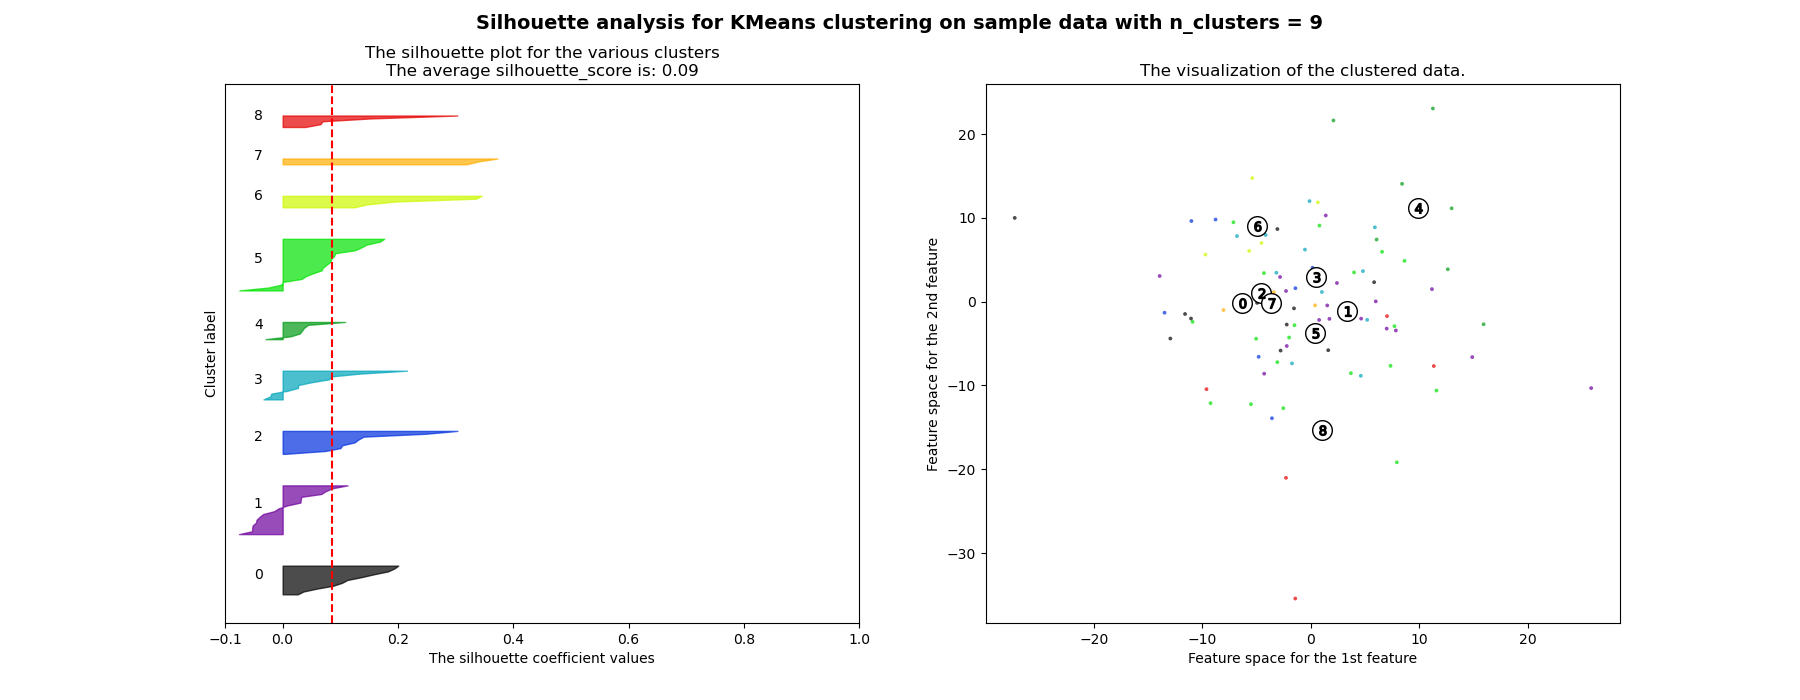 Silhouette analysis for KMeans clustering on sample data with n_clusters = 9
The silhouette plot for the various clusters
The average silhouette_score is: 0.09
8
7
6
5
4
3
2
1
0
Cluster label
−0.1 0.0 0.2 0.4 0.6 0.8 1.0
The silhouette coefficient values
The visualization of the clustered data.
20
10
0
−10
−20
−30
Feature space for the 2nd feature
4
6
3
2
0 7
1
5
8
−20 −10 0 10 20
Feature space for the 1st feature